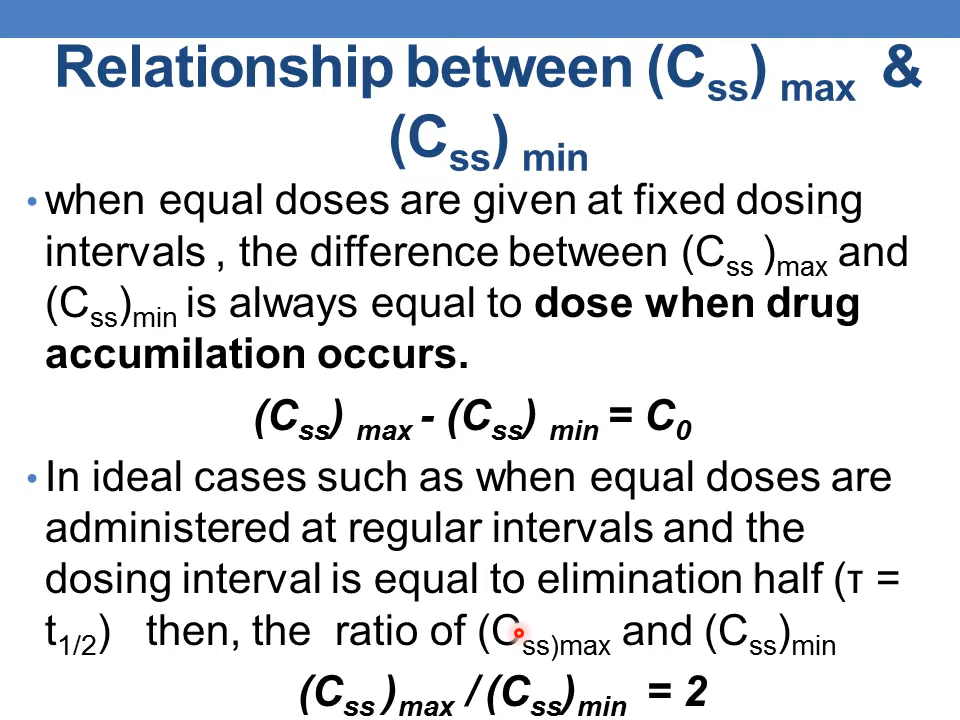 Relationship between (Css) max &
(Css) min
• when equal doses are given at fixed dosing
intervals , the difference between (Css )max and
(Css)min is always equal to dose when drug
accumilation occurs.
(Css) max - (Css) min = C0
• In ideal cases such as when equal doses are
administered at regular intervals and the
dosing interval is equal to elimination half (τ =
t1/2) then, the ratio of (Css)max and (Css)min
(Css )max / (Css)min = 2